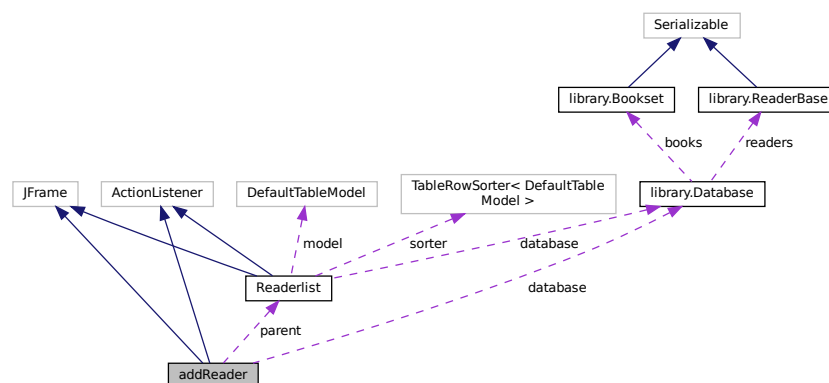 Serializable
library.Bookset
library.ReaderBase
books
readers
JFrame
ActionListener
DefaultTableModel
TableRowSorter< DefaultTable
Model >
library.Database
model
sorter
database
Readerlist
database
parent
addReader